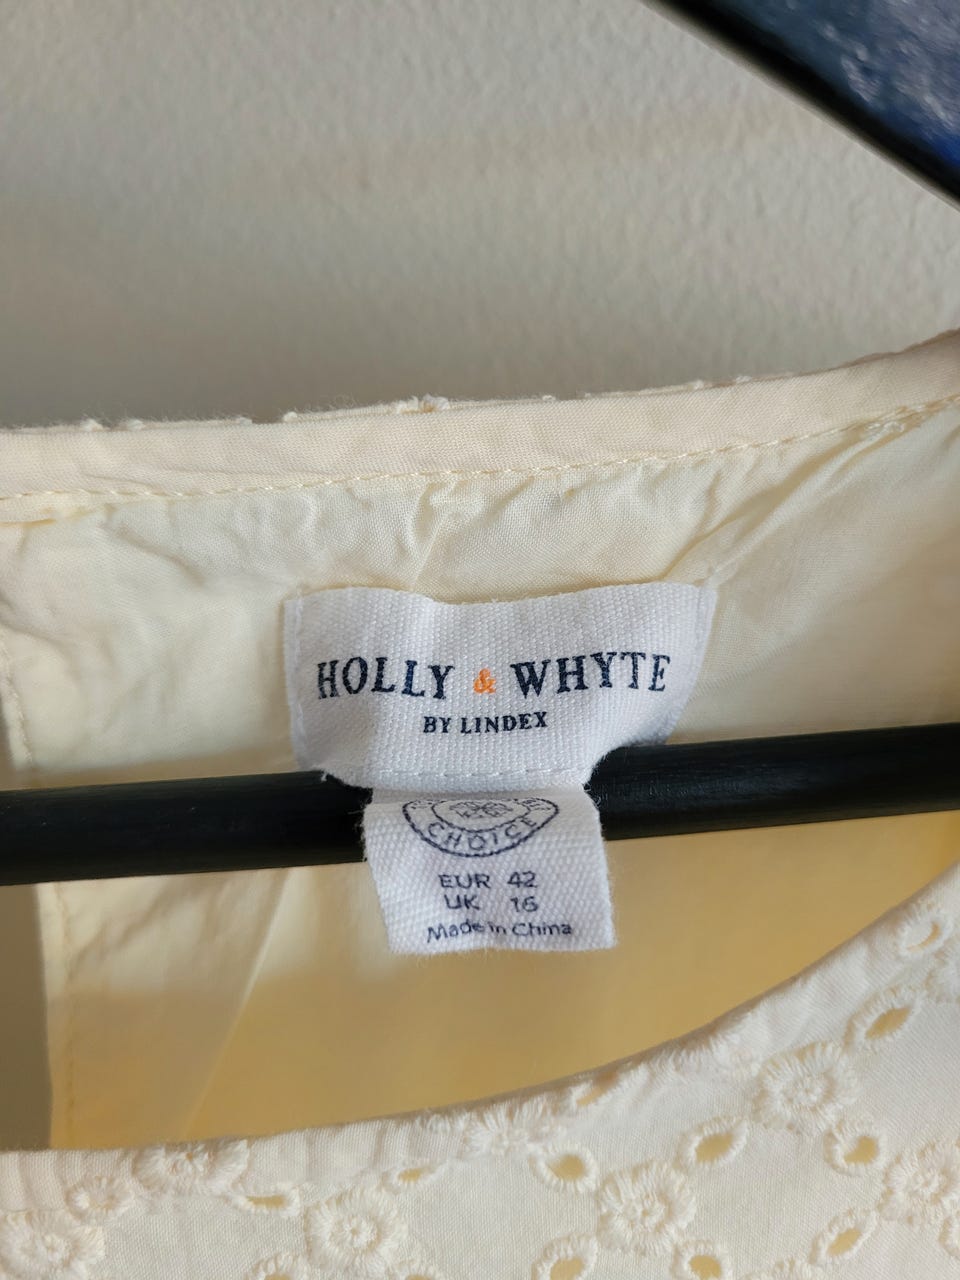 HOLLY & WHYTE
BY LINDEX
CHOICE
EUR 42
UK 16
Made in China